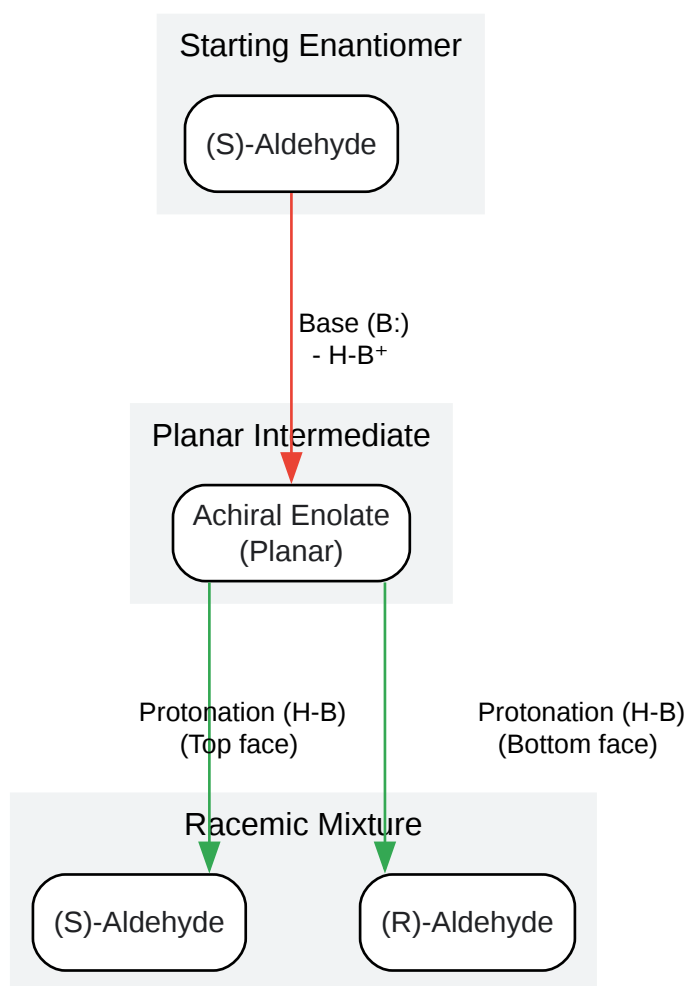 Starting Enantiomer
(S)-Aldehyde
Base (B:)
- H-B⁺
Planar Intermediate
Achiral Enolate
(Planar)
Protonation (H-B)
(Top face)
Protonation (H-B)
(Bottom face)
Racemic Mixture
(S)-Aldehyde
(R)-Aldehyde